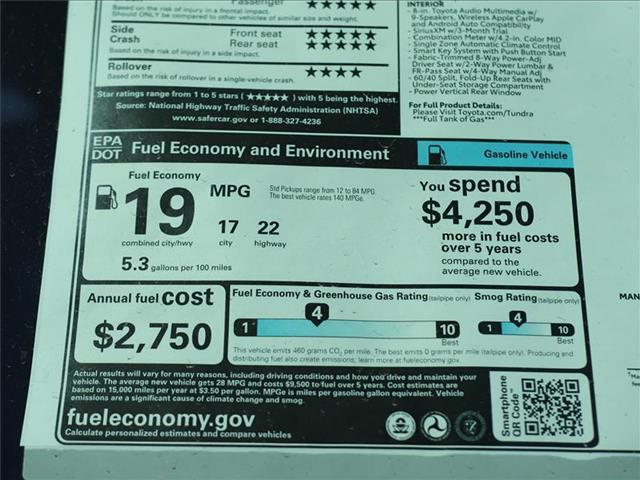 Passenger
Based on the risk of injury in a frontal impact.
Should ONLY be compared to other vehicles of similar size and weight.
Side Crash
Front seat ★★★★★
Rear seat ★★★★★
Based on the risk of injury in a side impact.
Rollover ★★★★
Based on the risk of rollover in a single-vehicle crash.
Star ratings range from 1 to 5 stars (★★★★★) with 5 being the highest.
Source: National Highway Traffic Safety Administration (NHTSA)
www.safercar.gov or 1-888-327-4236
INTERIOR
- 8-in. Toyota Audio Multimedia w/
9-Speakers, Wireless Apple CarPlay
and Android Auto Compatibility
- SiriusXM w/3-Month Trial
- Combination Meter w/4.2-in. Color MID
- Single Zone Automatic Climate Control
- Smart Key System with Push Button Start
- Fabric-Trimmed 8-Way Power-Adj
Driver Seat w/2-Way Power Lumbar &
FR-Pass Seat w/4-Way Manual Adj
- 60/40 Split, Fold-Up Rear Seats with
Under-Seat Storage Compartment
- Power Vertical Rear Window
For Full Product Details:
Please Visit Toyota.com/Tundra
**Full Tank of Gas**
EPA
DOT
Fuel Economy and Environment
Gasoline Vehicle
Fuel Economy
19 MPG
combined city/hwy
17
city
22
highway
Std Pickups range from 12 to 84 MPG.
The best vehicle rates 140 MPGe.
5.3 gallons per 100 miles
You spend
$4,250
more in fuel costs
over 5 years
compared to the
average new vehicle.
Annual fuel cost
$2,750
Fuel Economy & Greenhouse Gas Rating (tailpipe only)
4
1
10
Best
Smog Rating (tailpipe only)
4
1
10
Best
This vehicle emits 460 grams CO2 per mile. The best emits 0 grams per mile (tailpipe only). Producing and
distributing fuel also create emissions; learn more at fueleconomy.gov.
Actual results will vary for many reasons, including driving conditions and how you drive and maintain your
vehicle. The average new vehicle gets 28 MPG and costs $9,500 to fuel over 5 years. Cost estimates are
based on 15,000 miles per year at $3.50 per gallon. MPGe is miles per gasoline gallon equivalent. Vehicle
emissions are a significant cause of climate change and smog.
fueleconomy.gov
Calculate personalized estimates and compare vehicles
Smartphone
QR Code
MAN